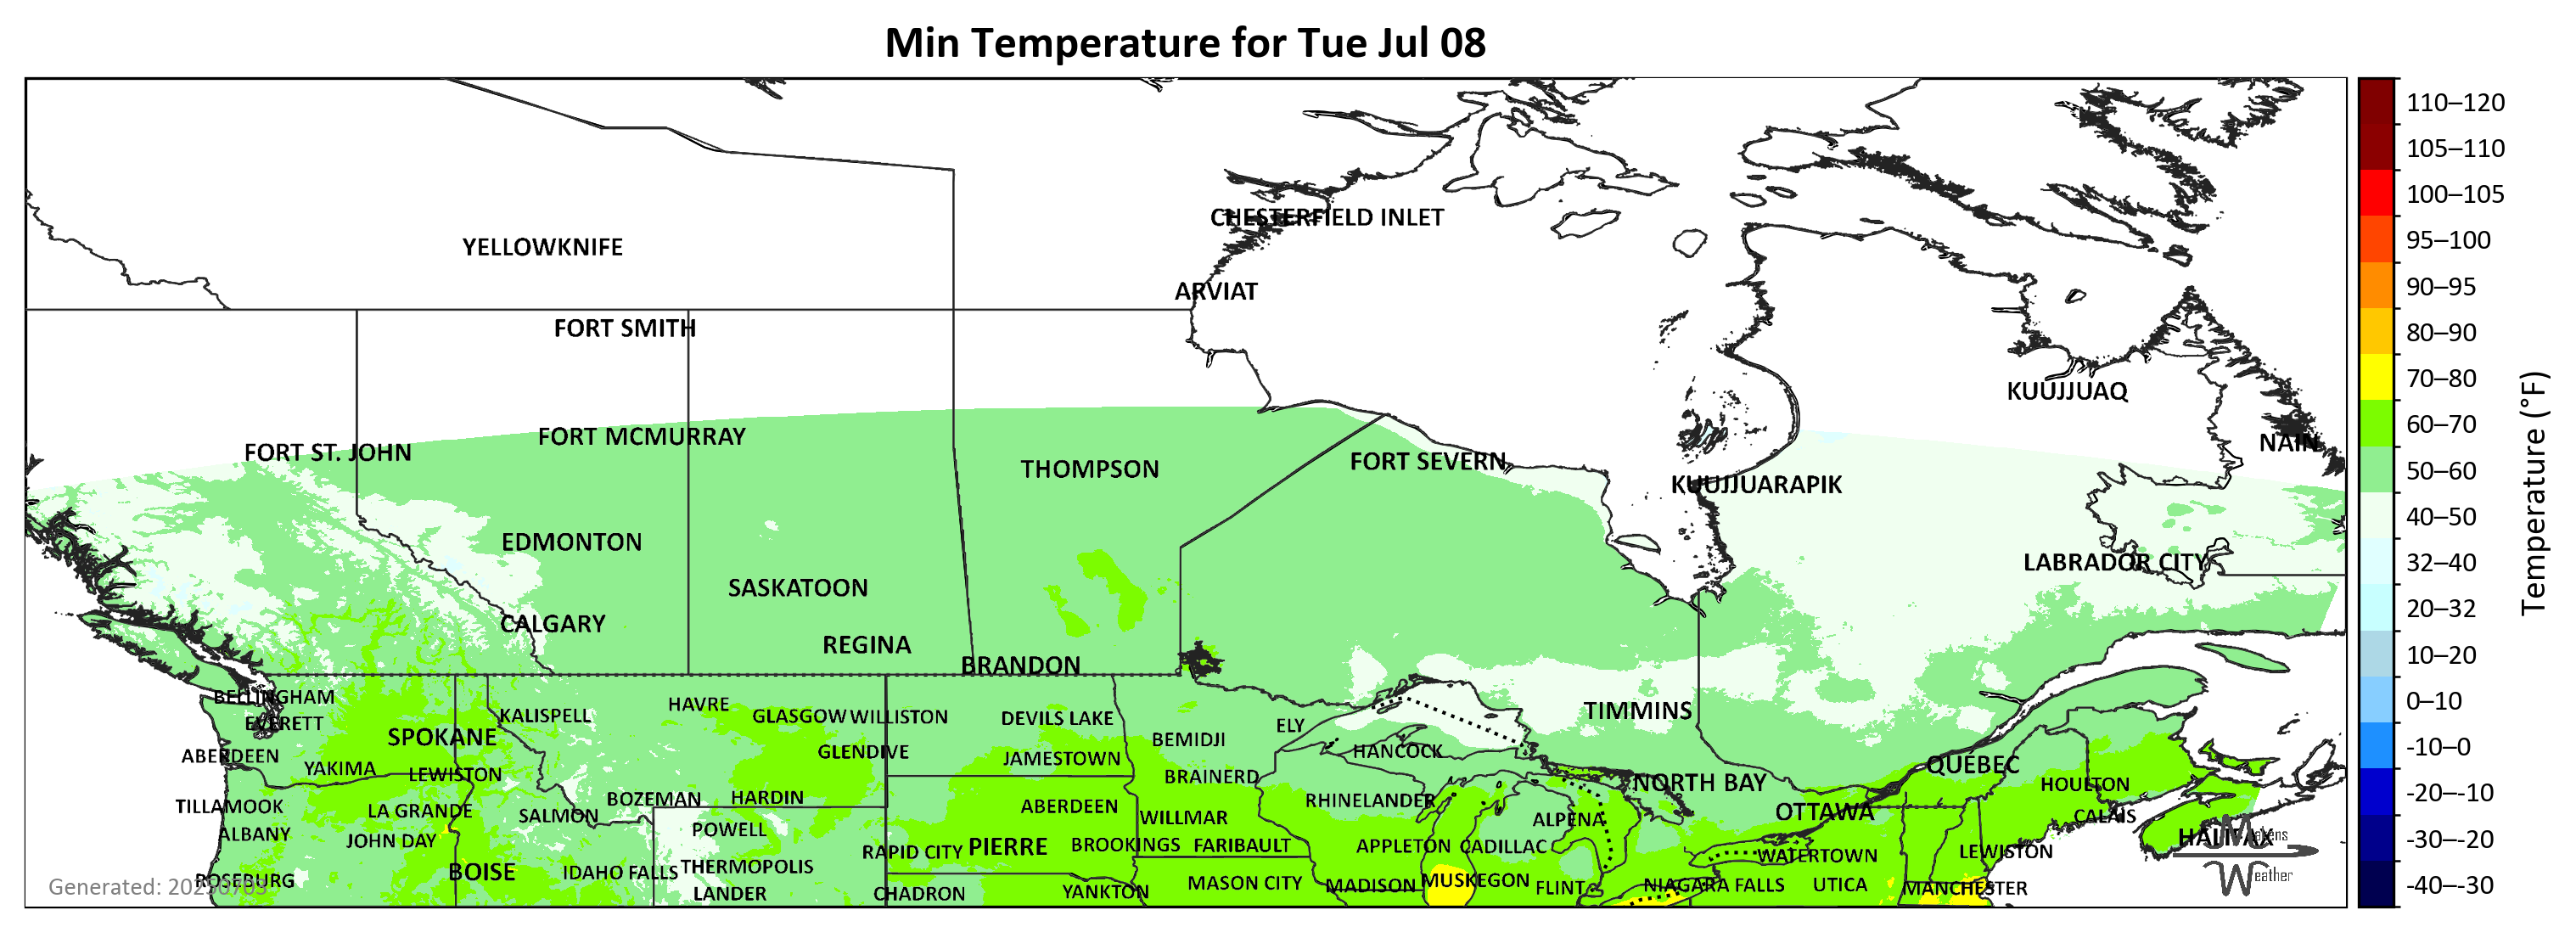 Min Temperature for Tue Jul 08
110–120
105–110
CHESTERFIELD INLET
100–105
YELLOWKNIFE
95–100
ARVIAT
90–95
FORT SMITH
80–90
70–80
KUUJJUAQ
60–70
FORT ST. JOHN
FORT MCMURRAY
THOMPSON
FORT SEVERN
NAIN
50–60
KUUJJUARAPIK
40–50
EDMONTON
LABRADOR CITY
32–40
Temperature (°F)
SASKATOON
20–32
CALGARY
REGINA
BRANDON
10–20
BELLINGHAM
HAVRE
0–10
EVERETT
KALISPELL
GLASGOW
WILLISTON
DEVILS LAKE
ELY
TIMMINS
SPOKANE
BEMIDJI
-10–0
ABERDEEN
GLENDIVE
JAMESTOWN
HANCOCK
YAKIMA
LEWISTON
BRAINERD
NORTH BAY
QUÉBEC
HOULTON
-20–-10
TILLAMOOK
LA GRANDE
SALMON
BOZEMAN
HARDIN
ABERDEEN
WILLMAR
RHINELANDER
ALPENA
OTTAWA
CALAIS
ALBANY
JOHN DAY
POWELL
RAPID CITY
PIERRE
BROOKINGS
FARIBAULT
APPLETON
CADILLAC
WATERTOWN
LEWISTON
HALIFAX
-30–-20
ROSEBURG
BOISE
IDAHO FALLS
THERMOPOLIS
MASON CITY
MADISON
MUSKEGON
FLINT
NIAGARA FALLS
UTICA
MANCHESTER
Weather
-40–-30
LANDER
CHADRON
YANKTON
Generated: 20250703